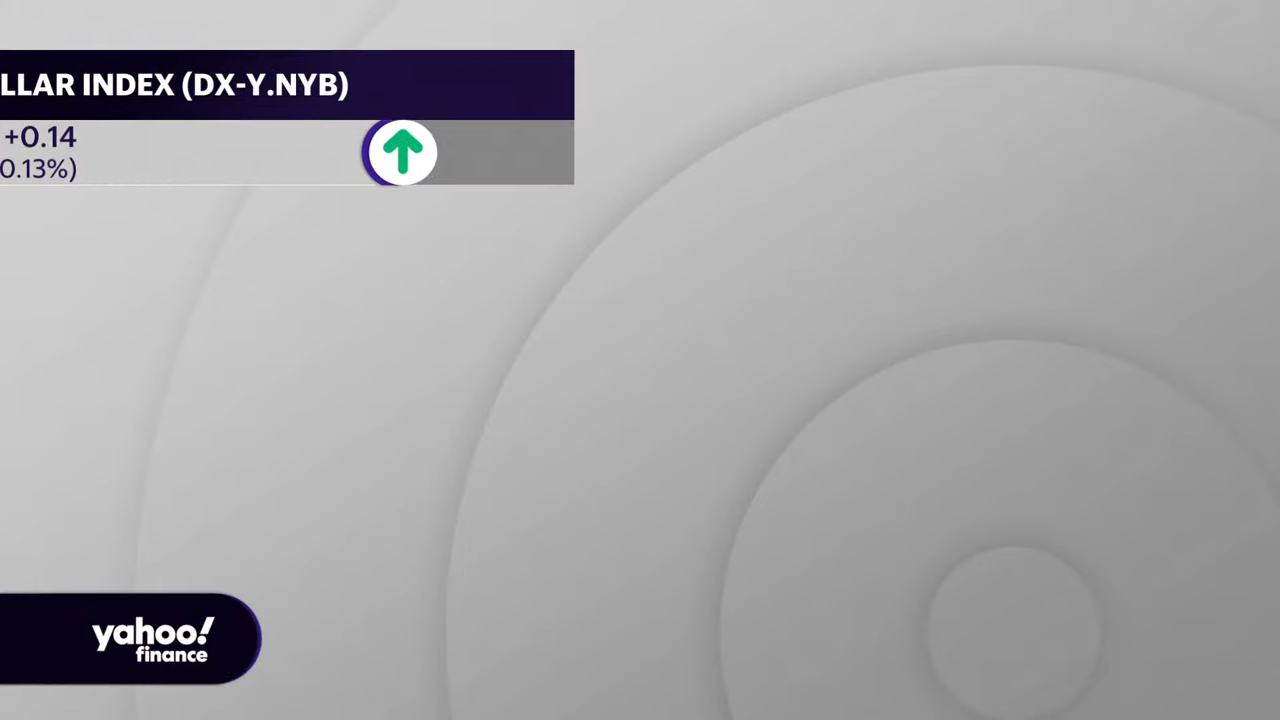 LLAR INDEX (DX-Y.NYB)
+0.14
0.13%)
yahoo!
finance